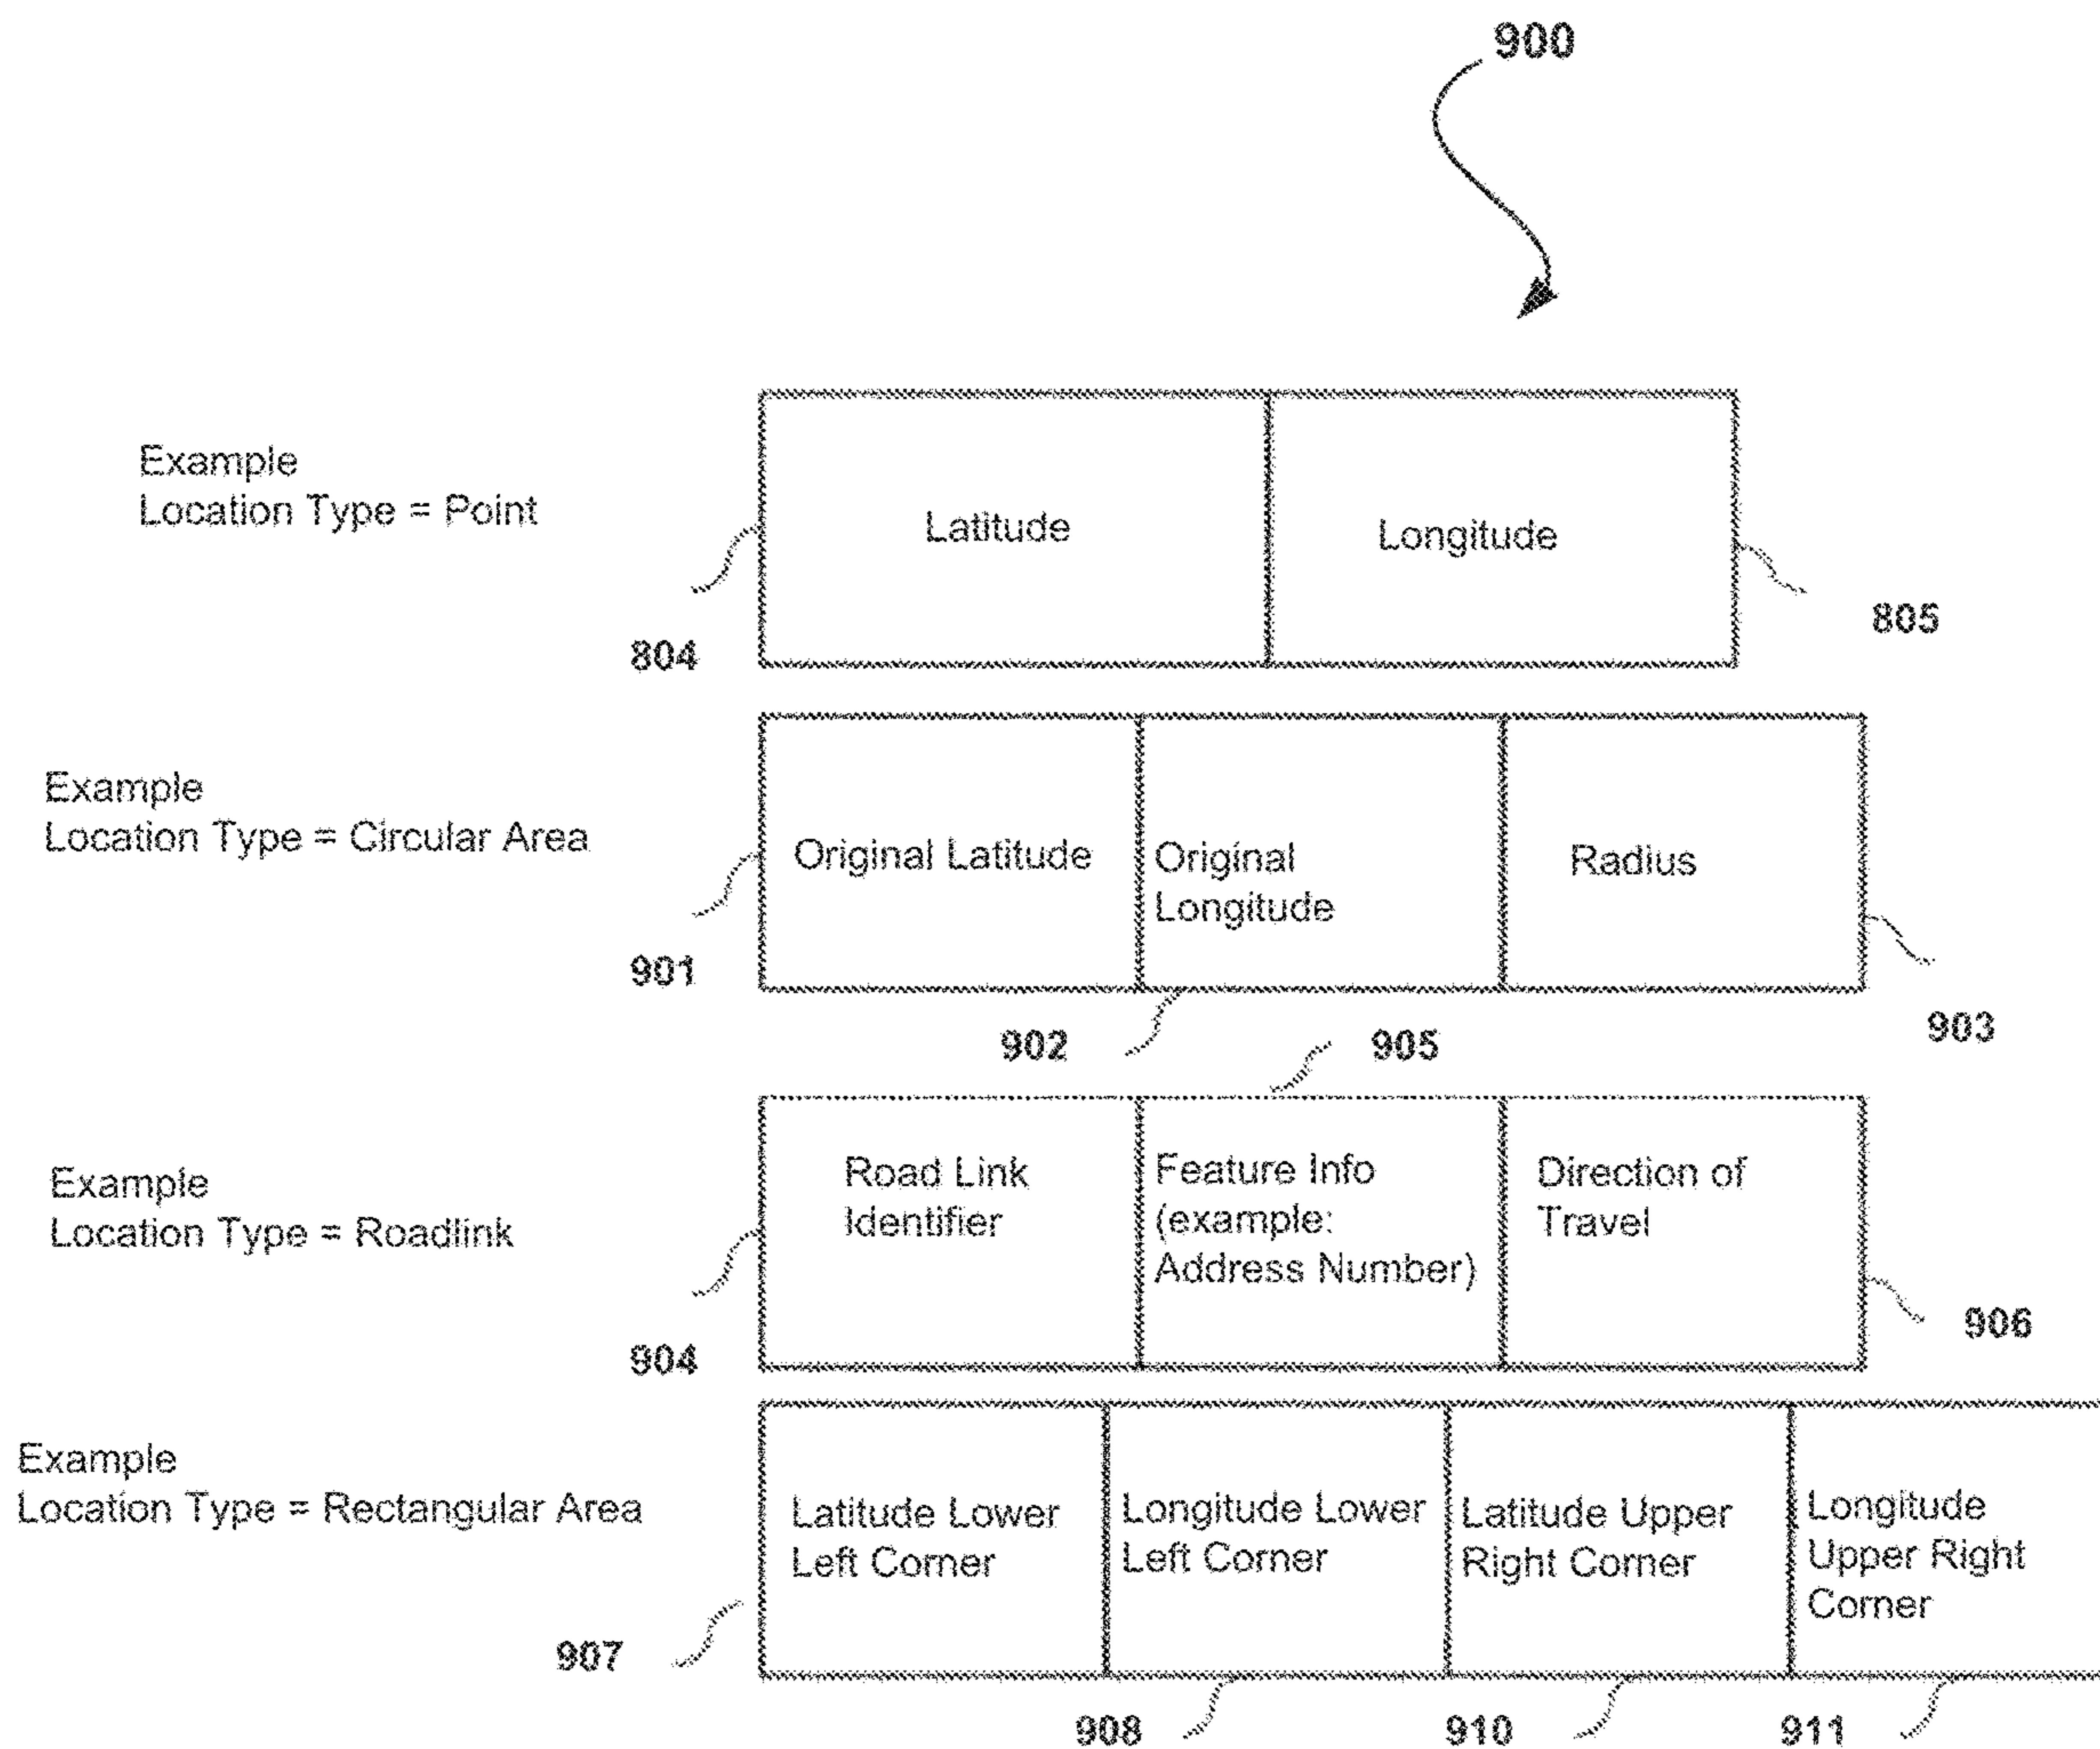 900
Example
Location Type = Point
Latitude
Longitude
804
805
Example
Location Type = Circular Area
Original Latitude
Original
Longitude
Radius
901
902
903
905
Example
Location Type = Roadlink
Road Link
Identifier
Feature Info
(example:
Address Number)
Direction of
Travel
904
906
Example
Location Type = Rectangular Area
Latitude Lower
Left Corner
Longitude Lower
Left Corner
Latitude Upper
Right Corner
Longitude
Upper Right
Corner
907
908
910
911